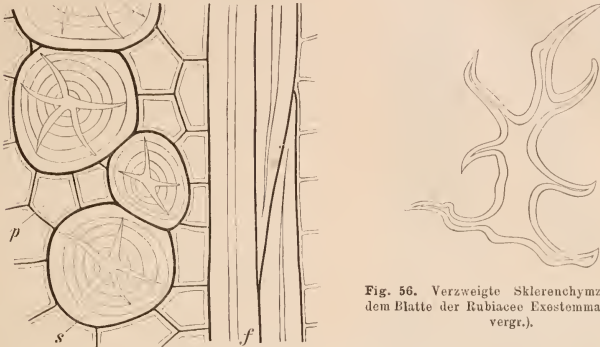 p
s
f
Fig. 56. Verzweigte Sklerenchymz
dem Blatte der Rubiacee Exostemma
vergr.).